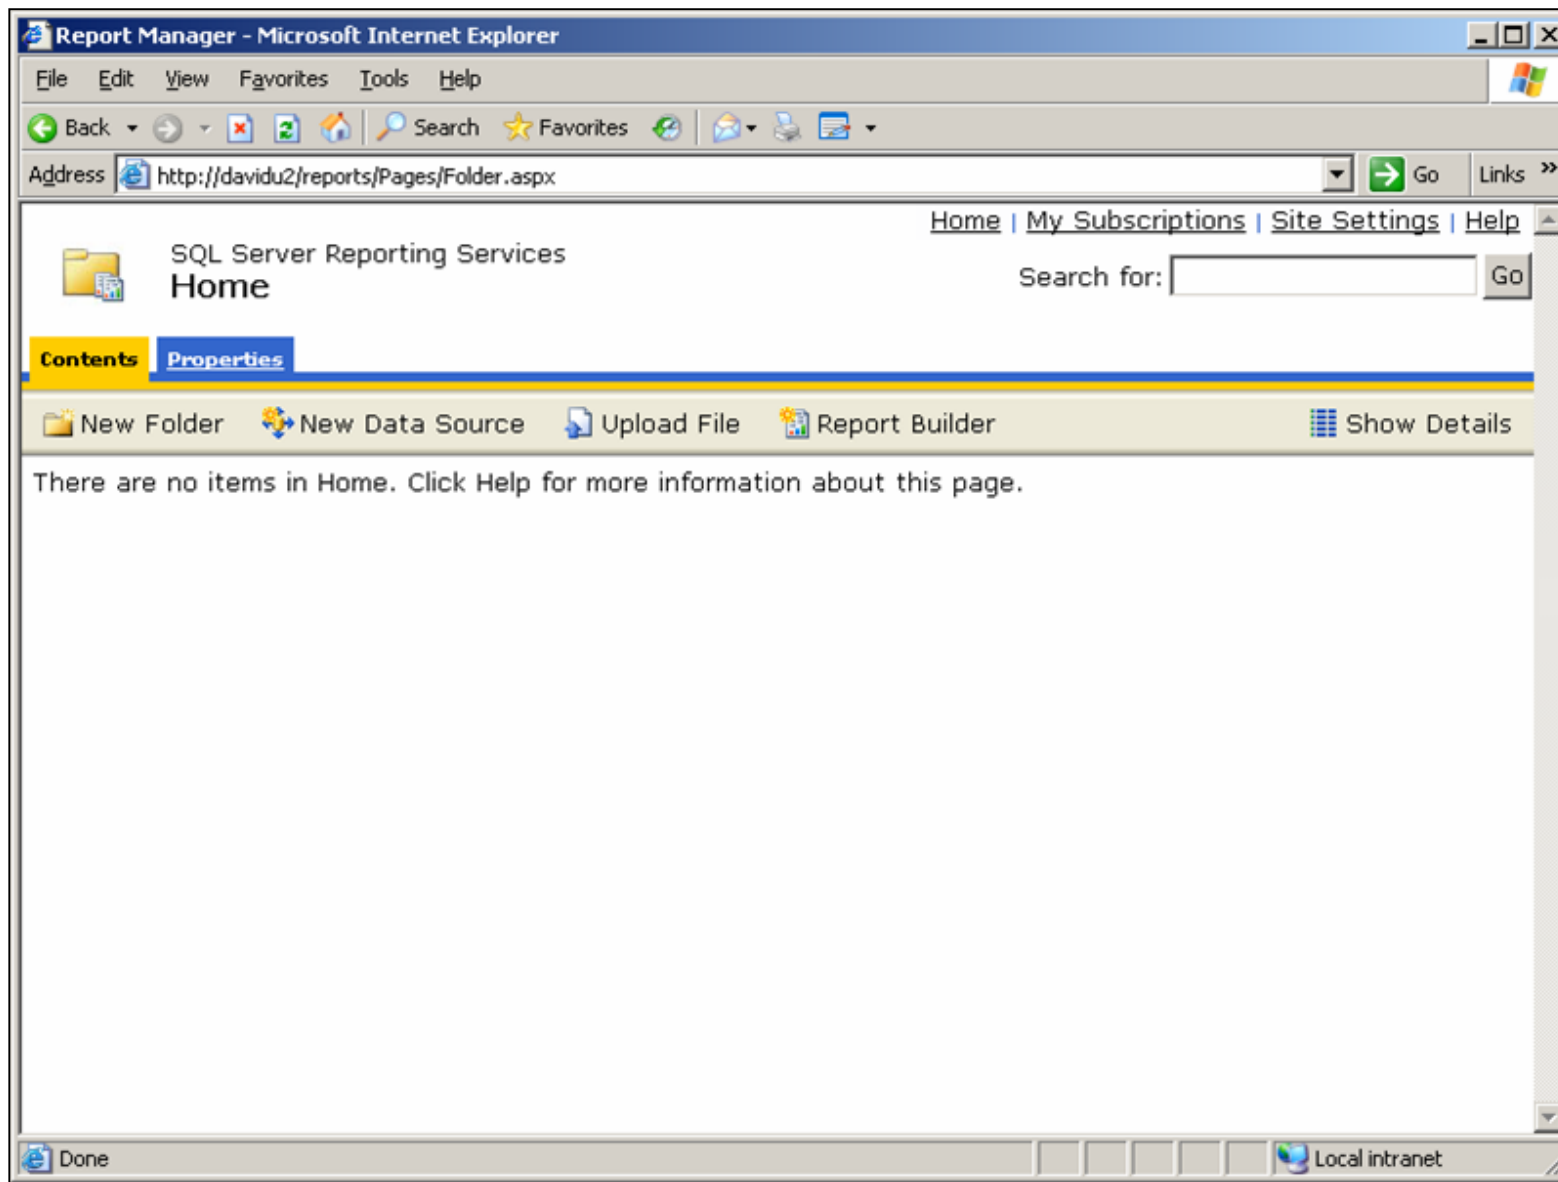 Report Manager - Microsoft Internet Explorer
File Edit View Favorites Tools Help
Back Search Favorites
Address http://davidu2/reports/Pages/Folder.aspx Go Links »
Home | My Subscriptions | Site Settings | Help
SQL Server Reporting Services
Home
Search for: Go
Contents Properties
New Folder New Data Source Upload File Report Builder Show Details
There are no items in Home. Click Help for more information about this page.
Done Local intranet